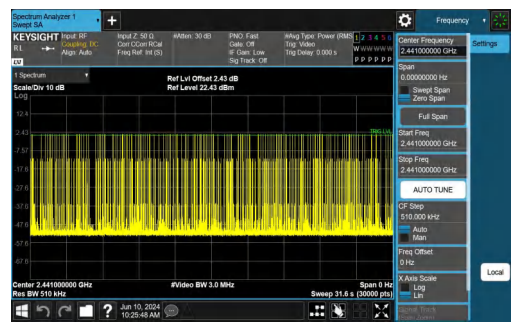 Spectrum Analyzer 1
Swept SA
Frequency
KEYSIGHT
RL
Input: RF
Coupling: DC
Align: Auto
Input Z: 50 Ω
Corr CCorr RCal
Freq Ref: Int (S)
#Atten: 30 dB
PNO: Fast
Gate: Off
IF Gain: Low
Sig Track: Off
#Avg Type: Power (RMS
Trig: Video
Trig Delay: 0.000 s
1 2 3 4 5 6
W W W W W W
P P P P P P
1 Spectrum
Scale/Div 10 dB
Log
Ref Lvl Offset 2.43 dB
Ref Level 22.43 dBm
12.4
2.43
-7.57
-17.6
-27.6
-37.6
-47.6
-57.6
-67.6
TRIG LVL
Center 2.441000000 GHz
Res BW 510 kHz
#Video BW 3.0 MHz
Span 0 Hz
Sweep 31.6 s (30000 pts)
Jun 10, 2024
10:25:48 AM
Center Frequency
2.441000000 GHz
Settings
Span
0.00000000 Hz
Swept Span
Zero Span
Full Span
Start Freq
2.441000000 GHz
Stop Freq
2.441000000 GHz
AUTO TUNE
CF Step
510.000 kHz
Auto
Man
Freq Offset
0 Hz
X Axis Scale
Log
Lin
Signal Track
Local